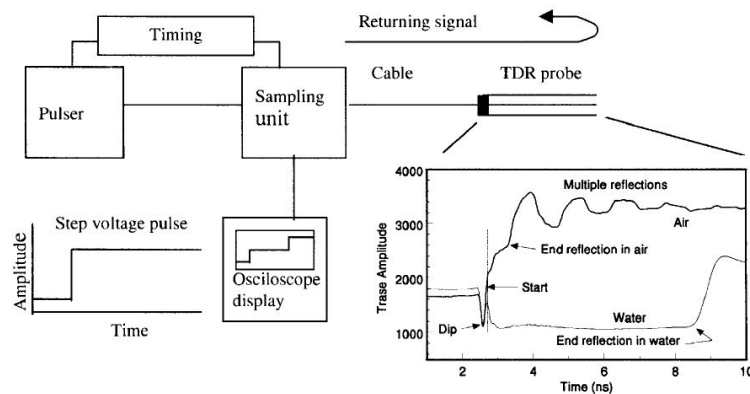 Timing
Returning signal
Cable
TDR probe
Pulser
Sampling
unit
Step voltage pulse
Amplitude
Time
Osciloscope
display
4000
3000
2000
1000
Trase Amplitude
Multiple reflections
Air
End reflection in air
Start
Water
Dip
End reflection in water
2
4
6
8
10
Time (ns)